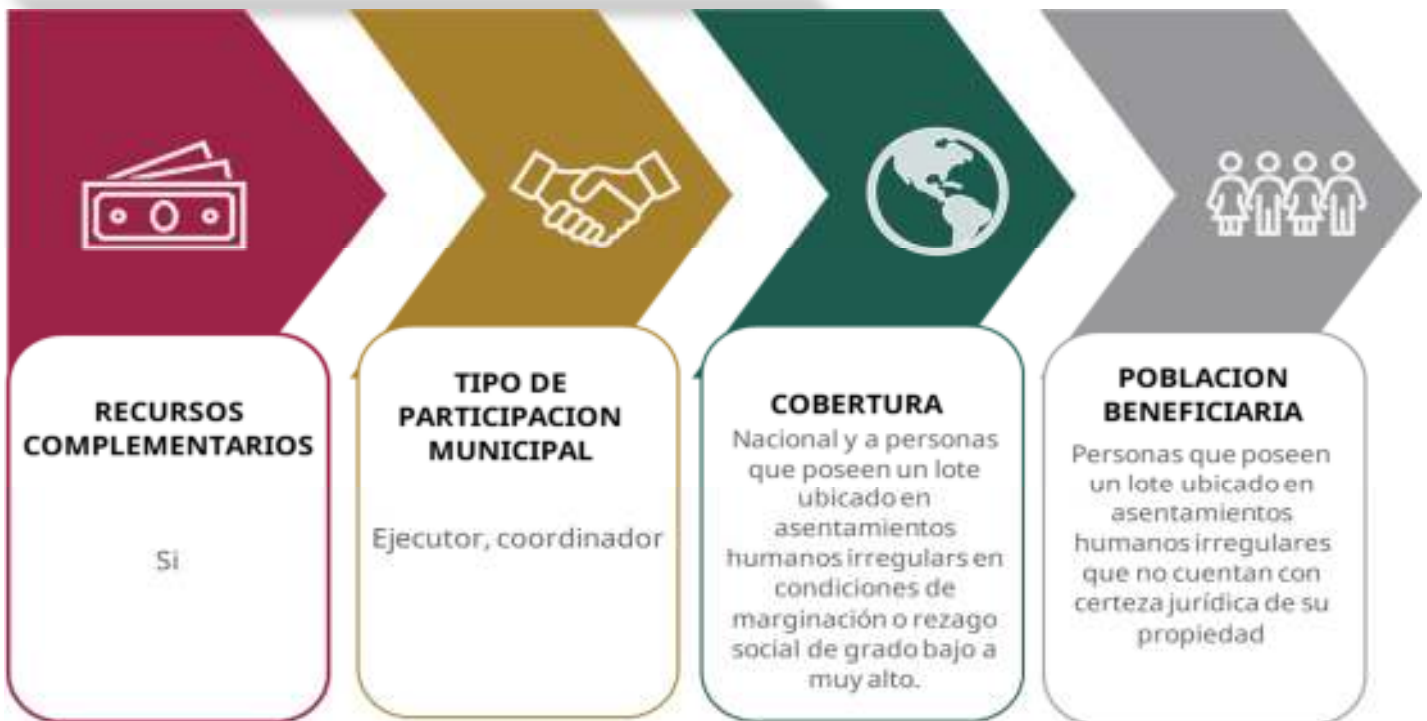 RECURSOS
COMPLEMENTARIOS
Si
TIPO DE
PARTICIPACION
MUNICIPAL
Ejecutor, coordinador
COBERTURA
Nacional y a personas
que poseen un lote
ubicado en
asentamientos
humanos irregulars en
condiciones de
marginación o rezago
social de grado bajo a
muy alto.
POBLACION
BENEFICIARIA
Personas que poseen
un lote ubicado en
asentamientos
humanos irregulares
que no cuentan con
certeza jurídica de su
propiedad